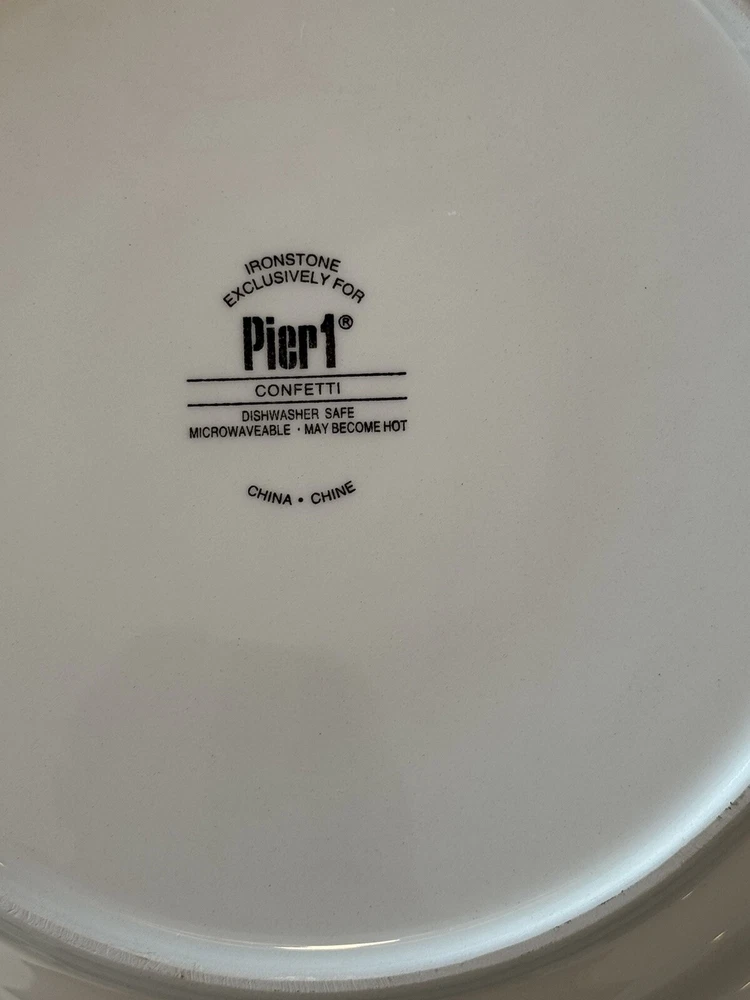 IRONSTONE
EXCLUSIVELY FOR
Pier1®
CONFETTI
DISHWASHER SAFE
MICROWAVEABLE · MAY BECOME HOT
CHINA • CHINE